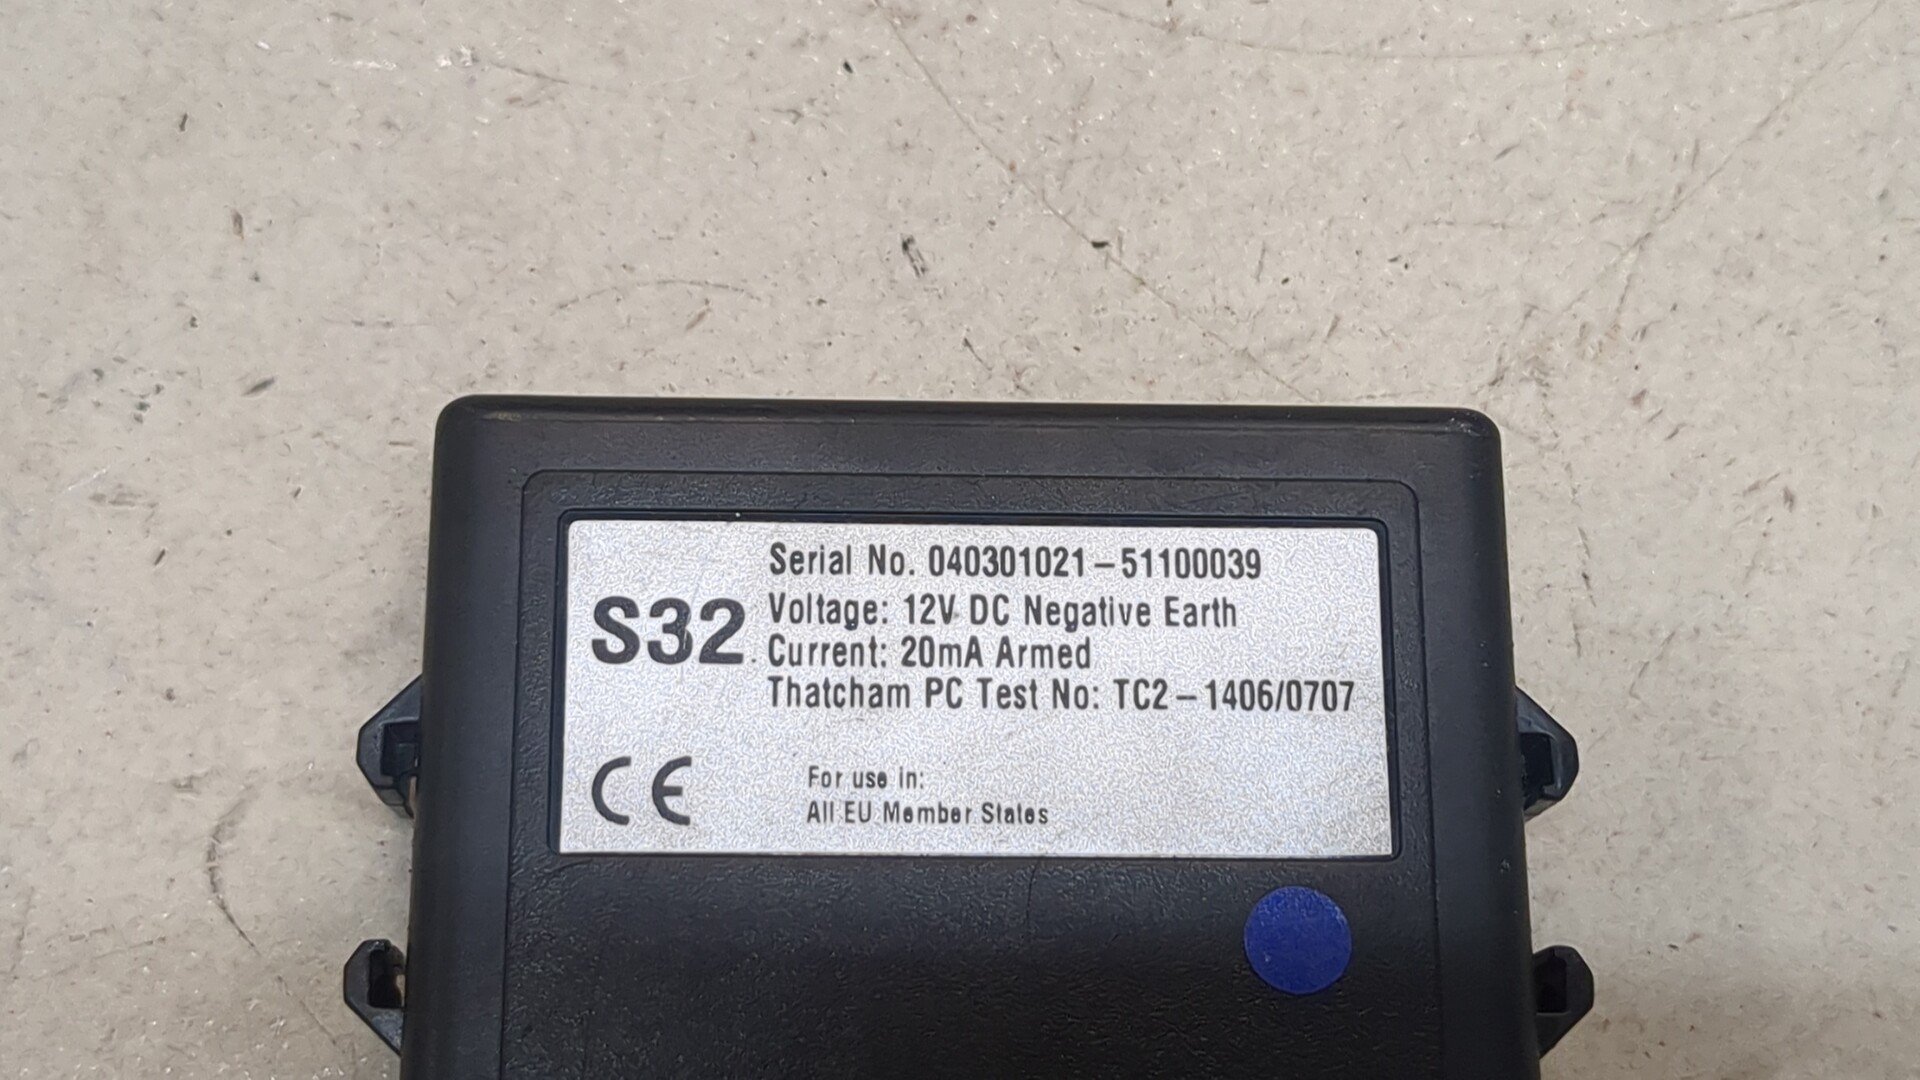 Serial No. 040301021-51100039
S32
Voltage: 12V DC Negative Earth
Current: 20mA Armed
Thatcham PC Test No: TC2-1406/0707
CE
For use in:
All EU Member States